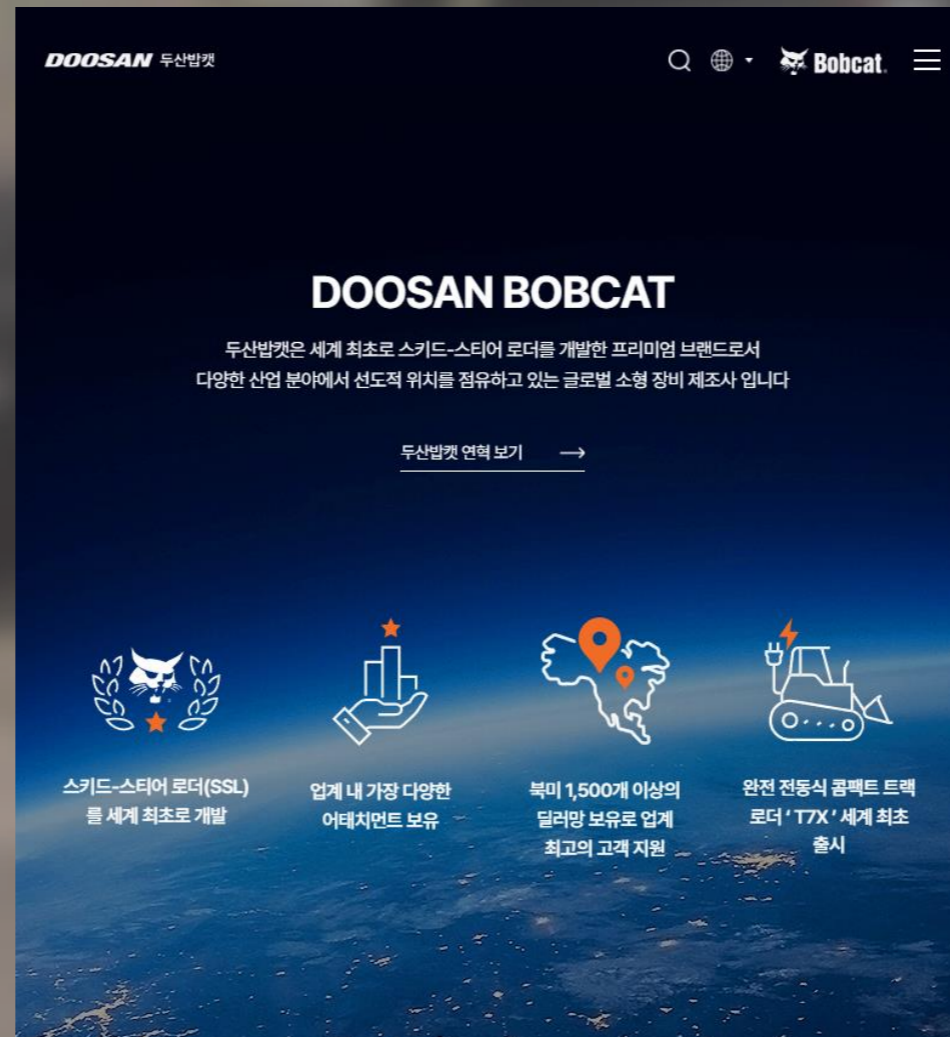 DOOSAN 두산밥캣
Bobcat.
DOOSAN BOBCAT
두산밥캣은 세계 최초로 스키드-스티어 로더를 개발한 프리미엄 브랜드로서
다양한 산업 분야에서 선도적 위치를 점유하고 있는 글로벌 소형 장비 제조사 입니다
두산밥캣 연혁 보기
스키드-스티어 로더(SSL)
를 세계 최초로 개발
업계 내 가장 다양한
어태치먼트 보유
북미 1,500개 이상의
딜러망 보유로 업계
최고의 고객 지원
완전 전동식 콤팩트 트랙
로더 ‘ T7X ’ 세계 최초
출시